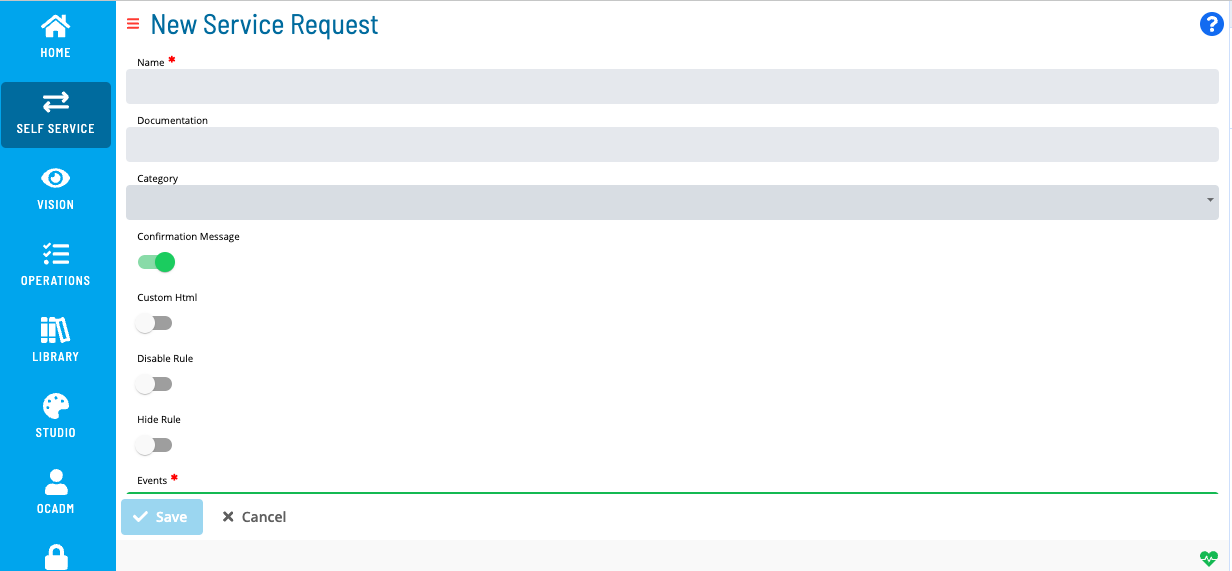 HOME
SELF SERVICE
VISION
OPERATIONS
LIBRARY
STUDIO
OCADM
New Service Request
?
Name *
Documentation
Category
Confirmation Message
Custom Html
Disable Rule
Hide Rule
Events *
Save
Cancel